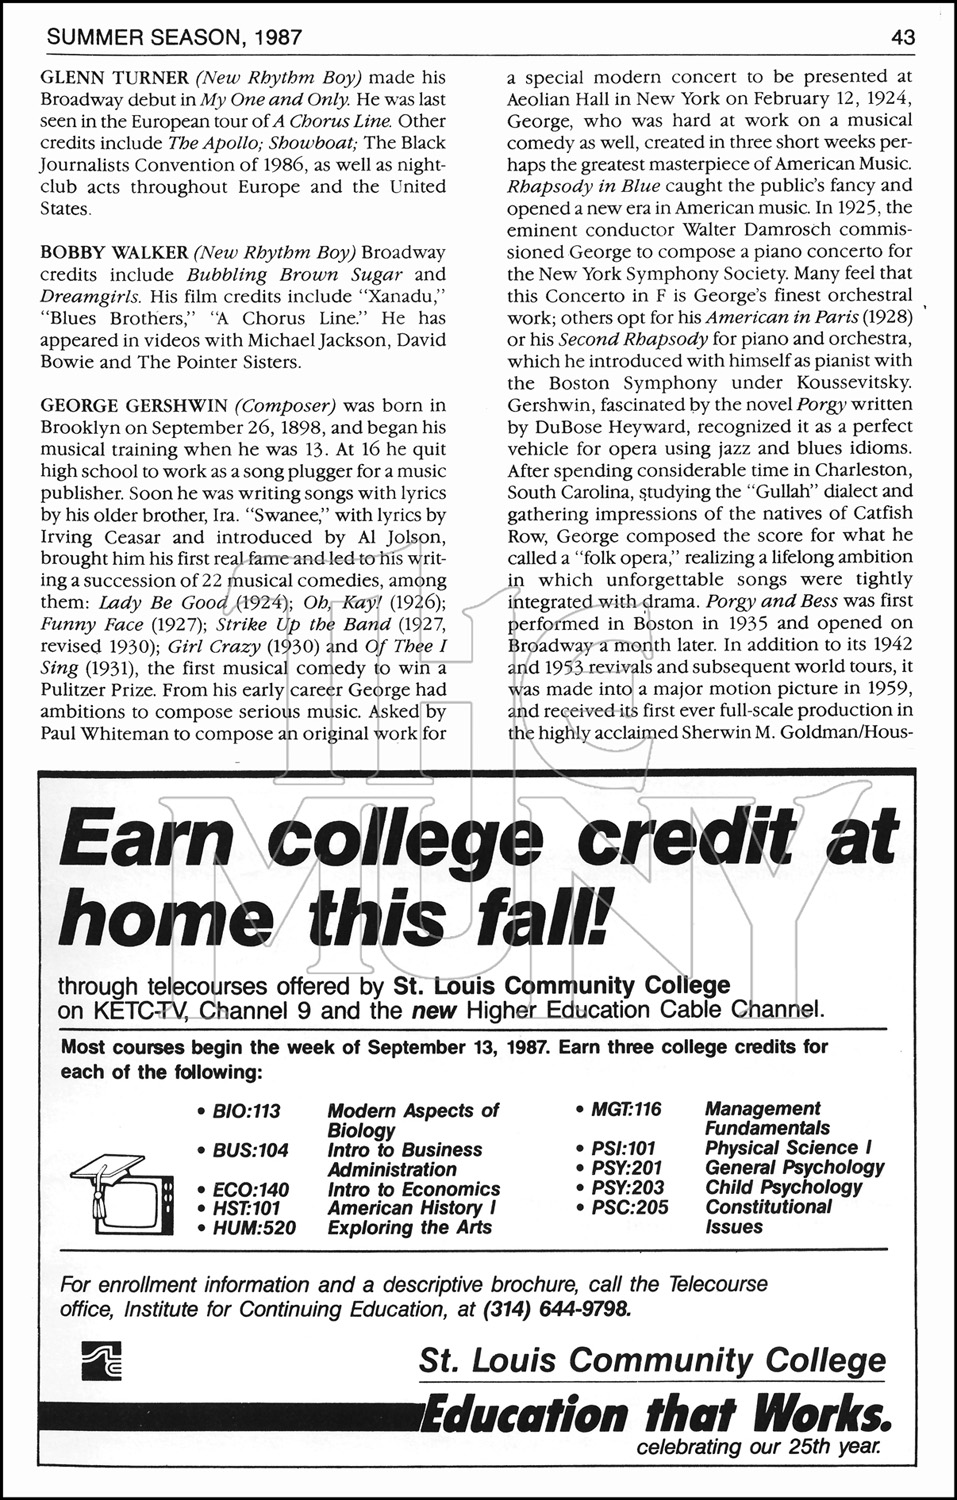 SUMMER SEASON, 1987
43
GLENN TURNER (New Rhythm Boy) made his
Broadway debut in My One and Only. He was last
seen in the European tour of A Chorus Line. Other
credits include The Apollo; Showboat; The Black
Journalists Convention of 1986, as well as night-
club acts throughout Europe and the United
States.
BOBBY WALKER (New Rhythm Boy) Broadway
credits include Bubbling Brown Sugar and
Dreamgirls. His film credits include "Xanadu,"
"Blues Brothers," "A Chorus Line." He has
appeared in videos with Michael Jackson, David
Bowie and The Pointer Sisters.
GEORGE GERSHWIN (Composer) was born in
Brooklyn on September 26, 1898, and began his
musical training when he was 13. At 16 he quit
high school to work as a song plugger for a music
publisher. Soon he was writing songs with lyrics
by his older brother, Ira. "Swanee," with lyrics by
Irving Ceasar and introduced by Al Jolson,
brought him his first real fame and led to his writ-
ing a succession of 22 musical comedies, among
them: Lady Be Good (1924); Oh, Kay! (1926);
Funny Face (1927); Strike Up the Band (1927,
revised 1930); Girl Crazy (1930) and Of Thee I
Sing (1931), the first musical comedy to win a
Pulitzer Prize. From his early career George had
ambitions to compose serious music. Asked by
Paul Whiteman to compose an original work for
a special modern concert to be presented at
Aeolian Hall in New York on February 12, 1924,
George, who was hard at work on a musical
comedy as well, created in three short weeks per-
haps the greatest masterpiece of American Music.
Rhapsody in Blue caught the public's fancy and
opened a new era in American music. In 1925, the
eminent conductor Walter Damrosch commis-
sioned George to compose a piano concerto for
the New York Symphony Society. Many feel that
this Concerto in F is George's finest orchestral
work; others opt for his American in Paris (1928)
or his Second Rhapsody for piano and orchestra,
which he introduced with himself as pianist with
the Boston Symphony under Koussevitsky.
Gershwin, fascinated by the novel Porgy written
by DuBose Heyward, recognized it as a perfect
vehicle for opera using jazz and blues idioms.
After spending considerable time in Charleston,
South Carolina, studying the "Gullah" dialect and
gathering impressions of the natives of Catfish
Row, George composed the score for what he
called a "folk opera," realizing a lifelong ambition
in which unforgettable songs were tightly
integrated with drama. Porgy and Bess was first
performed in Boston in 1935 and opened on
Broadway a month later. In addition to its 1942
and 1953 revivals and subsequent world tours, it
was made into a major motion picture in 1959,
and received its first ever full-scale production in
the highly acclaimed Sherwin M. Goldman/Hous-
THE
MUNY
Earn college credit at
home this fall!
through telecourses offered by St. Louis Community College
on KETC-TV, Channel 9 and the new Higher Education Cable Channel.
Most courses begin the week of September 13, 1987. Earn three college credits for
each of the following:
• BIO:113 Modern Aspects of
Biology
• BUS:104 Intro to Business
Administration
• ECO:140 Intro to Economics
• HST:101 American History I
• HUM:520 Exploring the Arts
• MGT:116 Management
Fundamentals
• PSI:101 Physical Science I
• PSY:201 General Psychology
• PSY:203 Child Psychology
• PSC:205 Constitutional
Issues
For enrollment information and a descriptive brochure, call the Telecourse
office, Institute for Continuing Education, at (314) 644-9798.
St. Louis Community College
Education that Works.
celebrating our 25th year.